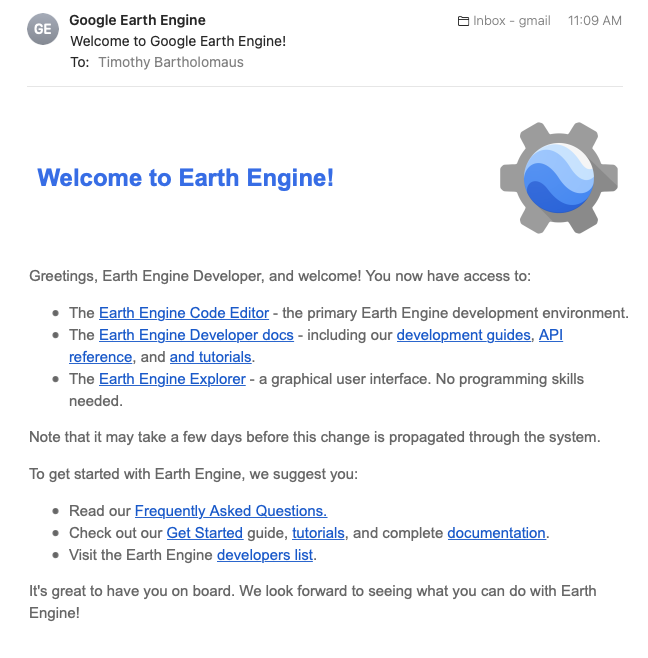 GE
Google Earth Engine
Inbox - gmail 11:09 AM
Welcome to Google Earth Engine!
To: Timothy Bartholomaus
Welcome to Earth Engine!
Greetings, Earth Engine Developer, and welcome! You now have access to:
• The Earth Engine Code Editor - the primary Earth Engine development environment.
• The Earth Engine Developer docs - including our development guides, API
reference, and and tutorials.
• The Earth Engine Explorer - a graphical user interface. No programming skills
needed.
Note that it may take a few days before this change is propagated through the system.
To get started with Earth Engine, we suggest you:
• Read our Frequently Asked Questions.
• Check out our Get Started guide, tutorials, and complete documentation.
• Visit the Earth Engine developers list.
It's great to have you on board. We look forward to seeing what you can do with Earth
Engine!